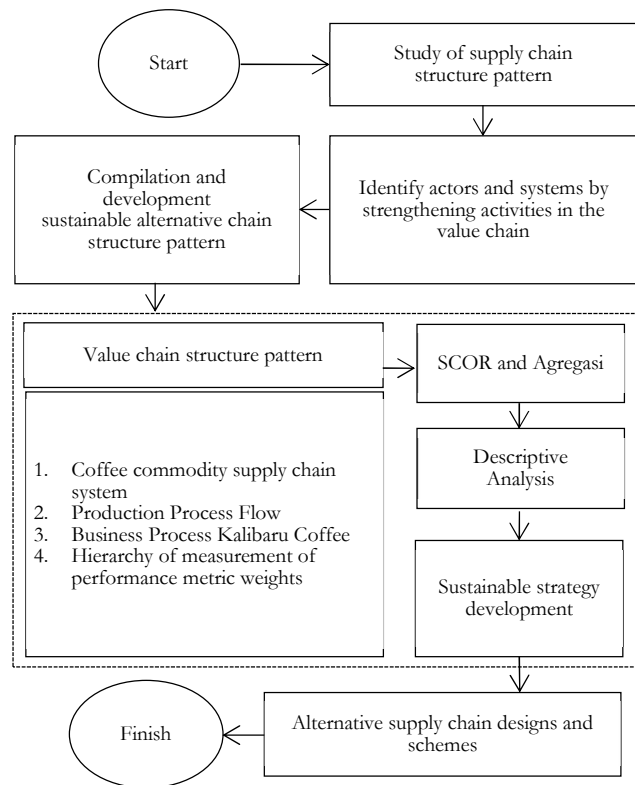 Start
Study of supply chain
structure pattern
Identify actors and systems by
strengthening activities in the
value chain
Compilation and
development
sustainable alternative chain
structure pattern
Value chain structure pattern
1. Coffee commodity supply chain
system
2. Production Process Flow
3. Business Process Kalibaru Coffee
4. Hierarchy of measurement of
performance metric weights
SCOR and Agregasi
Descriptive
Analysis
Sustainable strategy
development
Alternative supply chain designs and
schemes
Finish